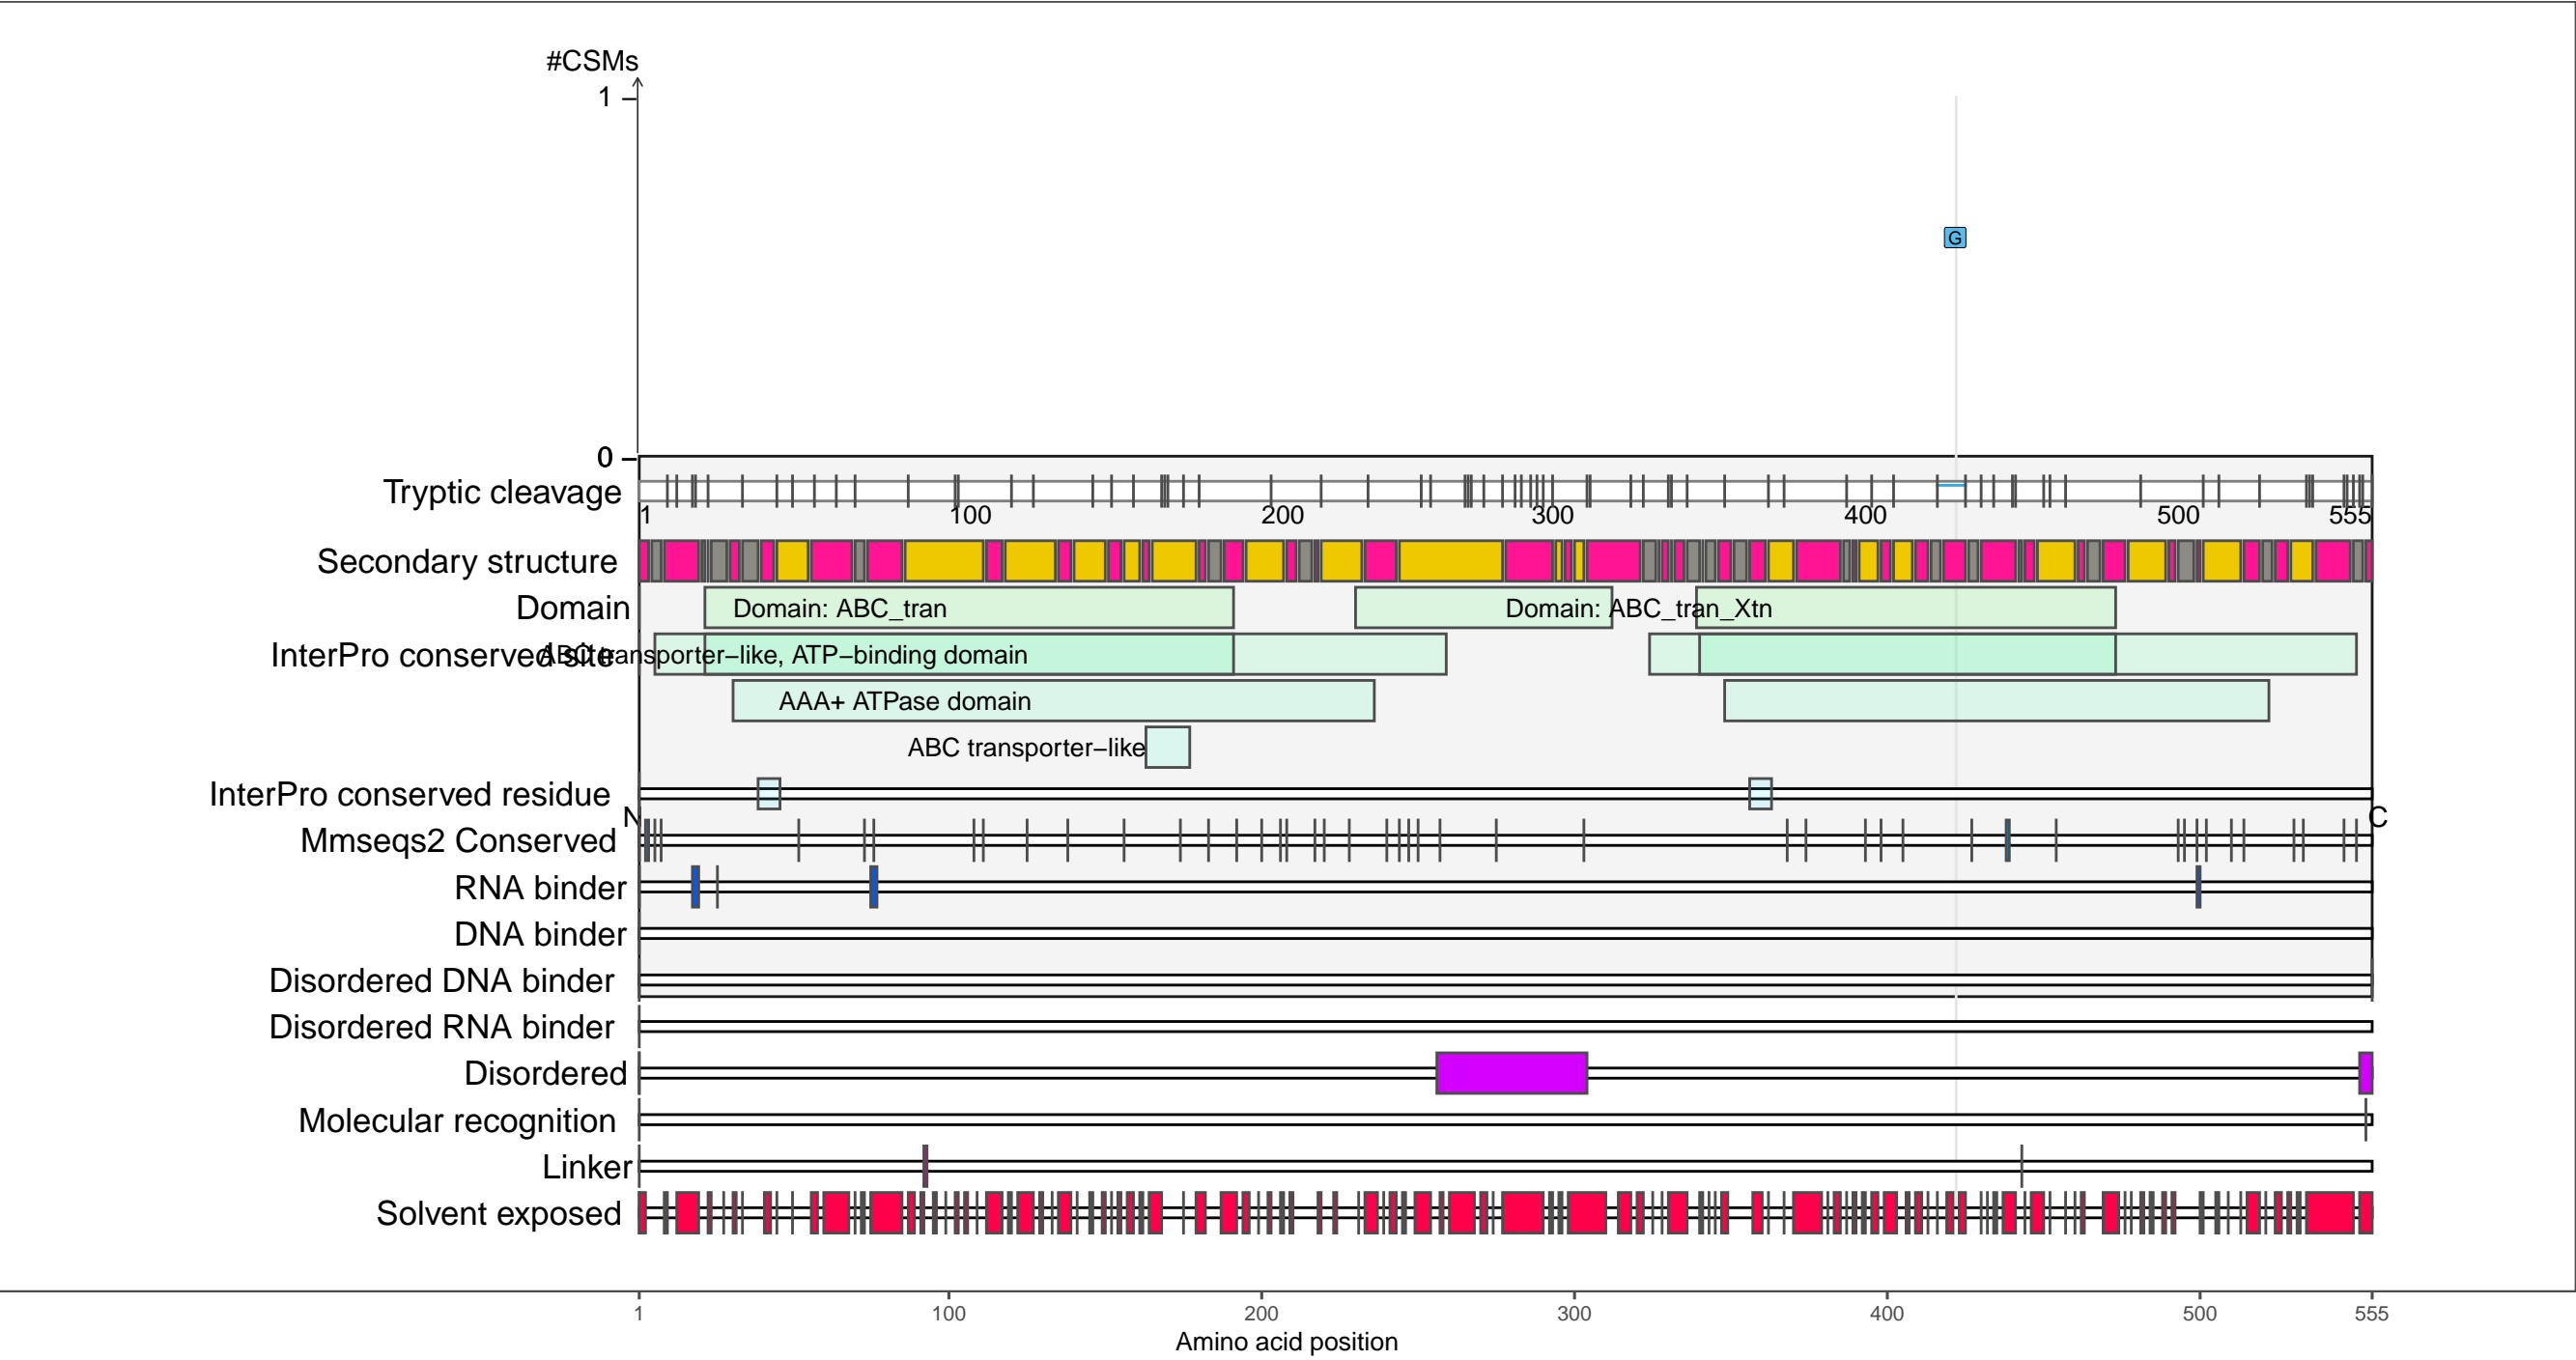 #CSMs
1
G
0
Tryptic cleavage
1 100 200 300 400 500 555
Secondary structure
Domain Domain: ABC_tran Domain: ABC_tran_Xtn
InterPro conserved site ABC transporter–like, ATP–binding domain
AAA+ ATPase domain
ABC transporter–like
InterPro conserved residue
N C
Mmseqs2 Conserved
RNA binder
DNA binder
Disordered DNA binder
Disordered RNA binder
Disordered
Molecular recognition
Linker
Solvent exposed
1 100 200 300 400 500 555
Amino acid position